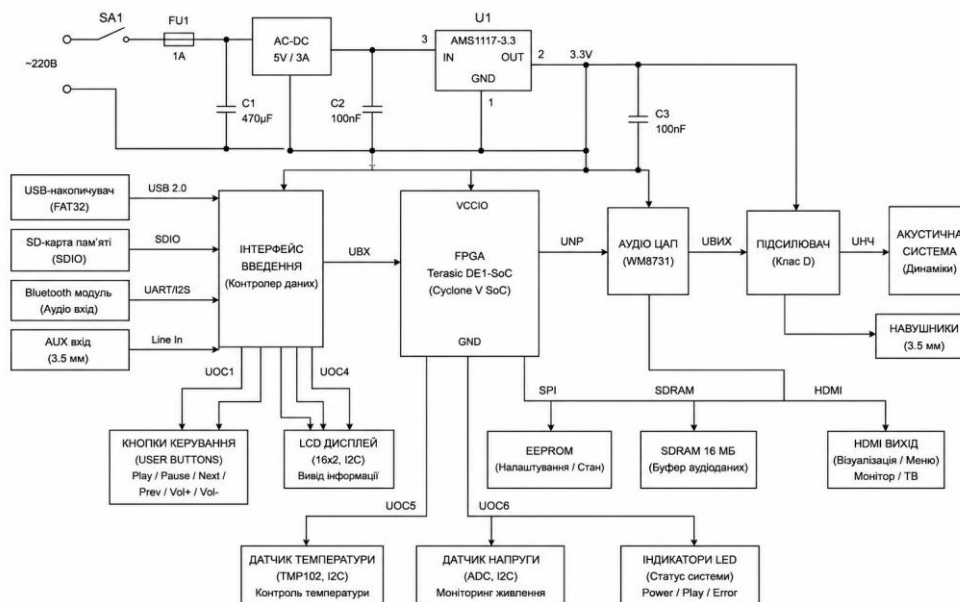 SA1
FU1
1A
~220В
AC-DC
5V / 3A
C1
470µF
C2
100nF
U1
AMS1117-3.3
3
IN
OUT
2
GND
1
3.3V
C3
100nF
USB-накопичувач
(FAT32)
USB 2.0
SD-карта пам'яті
(SDIO)
SDIO
Bluetooth модуль
(Аудіо вхід)
UART/I2S
AUX вхід
(3.5 мм)
Line In
ІНТЕРФЕЙС
ВВЕДЕННЯ
(Контролер даних)
UВХ
VCCIO
FPGA
Terasic DE1-SoC
(Cyclone V SoC)
GND
UНР
АУДІО ЦАП
(WM8731)
UВИХ
ПІДСИЛЮВАЧ
(Клас D)
UНЧ
АКУСТИЧНА
СИСТЕМА
(Динаміки)
НАВУШНИКИ
(3.5 мм)
UОС1
UОС4
КНОПКИ КЕРУВАННЯ
(USER BUTTONS)
Play / Pause / Next /
Prev / Vol+ / Vol-
LCD ДИСПЛЕЙ
(16x2, I2C)
Вивід інформації
SPI
SDRAM
HDMI
EEPROM
(Налаштування / Стан)
SDRAM 16 МБ
(Буфер аудіоданих)
HDMI ВИХІД
(Візуалізація / Меню)
Монітор / ТВ
UОС5
UОС6
ДАТЧИК ТЕМПЕРАТУРИ
(TMP102, I2C)
Контроль температури
ДАТЧИК НАПРУГИ
(ADC, I2C)
Моніторинг живлення
ІНДИКАТОРИ LED
(Статус системи)
Power / Play / Error